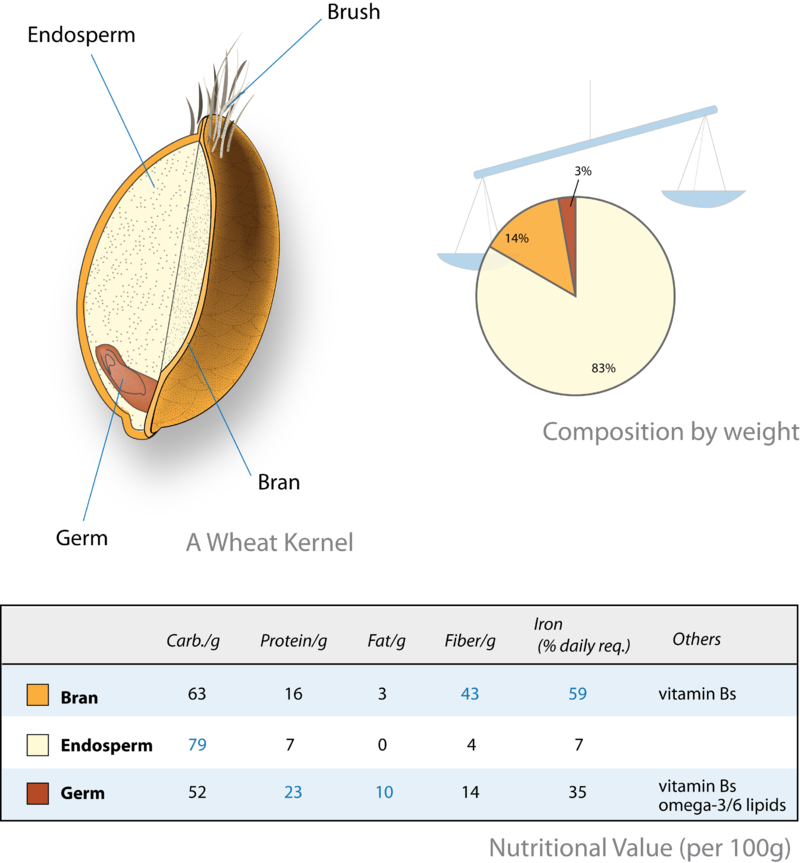 Brush
Endosperm
3%
14%
83%
Composition by weight
Bran
Germ
A Wheat Kernel
Carb./g Protein/g Fat/g Fiber/g Iron (% daily req.) Others
Bran 63 16 3 43 59 vitamin Bs
Endosperm 79 7 0 4 7
Germ 52 23 10 14 35 vitamin Bs
omega-3/6 lipids
Nutritional Value (per 100g)